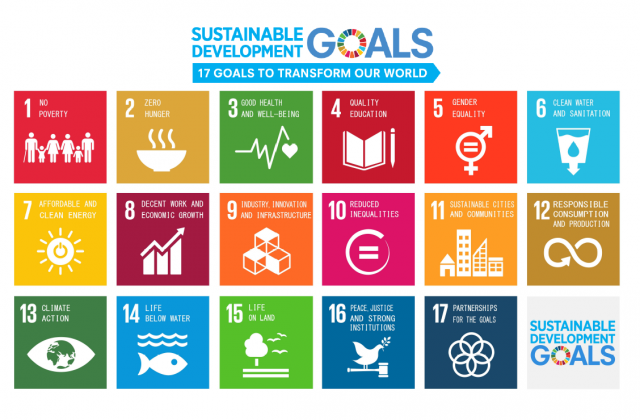 SUSTAINABLE
DEVELOPMENT
GOALS
17 GOALS TO TRANSFORM OUR WORLD
1 NO
POVERTY
2 ZERO
HUNGER
3 GOOD HEALTH
AND WELL-BEING
4 QUALITY
EDUCATION
5 GENDER
EQUALITY
6 CLEAN WATER
AND SANITATION
7 AFFORDABLE AND
CLEAN ENERGY
8 DECENT WORK AND
ECONOMIC GROWTH
9 INDUSTRY, INNOVATION
AND INFRASTRUCTURE
10 REDUCED
INEQUALITIES
11 SUSTAINABLE CITIES
AND COMMUNITIES
12 RESPONSIBLE
CONSUMPTION
AND PRODUCTION
13 CLIMATE
ACTION
14 LIFE
BELOW WATER
15 LIFE
ON LAND
16 PEACE, JUSTICE
AND STRONG
INSTITUTIONS
17 PARTNERSHIPS
FOR THE GOALS
SUSTAINABLE
DEVELOPMENT
GOALS